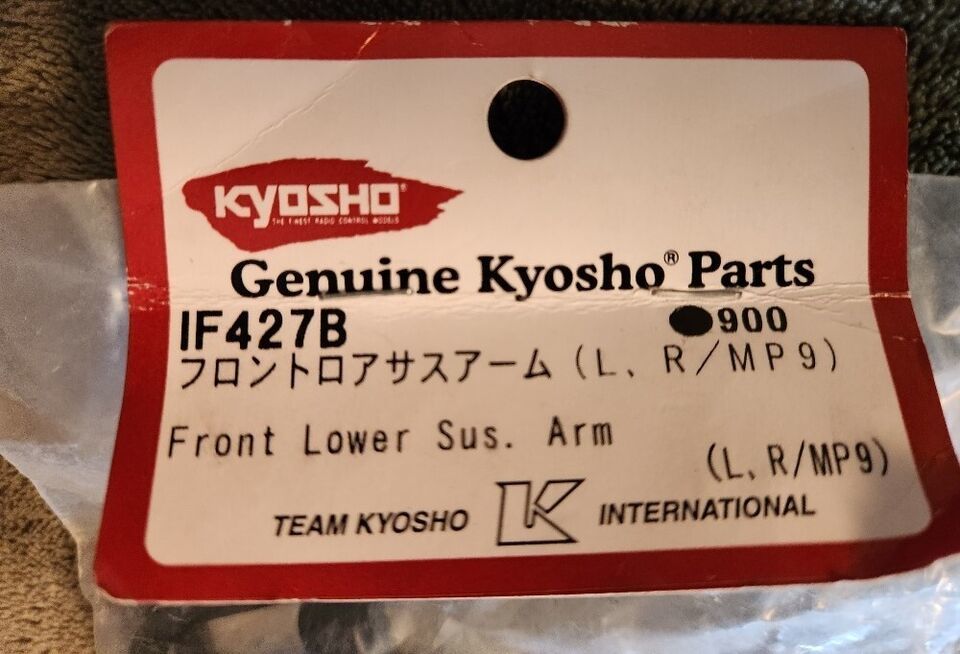 KYOSHO®
THE FINEST RADIO CONTROL MODELS
Genuine Kyosho® Parts
IF427B ●900
フロントロアサスアーム(L、R/MP9)
Front Lower Sus. Arm
(L、R/MP9)
TEAM KYOSHO K INTERNATIONAL